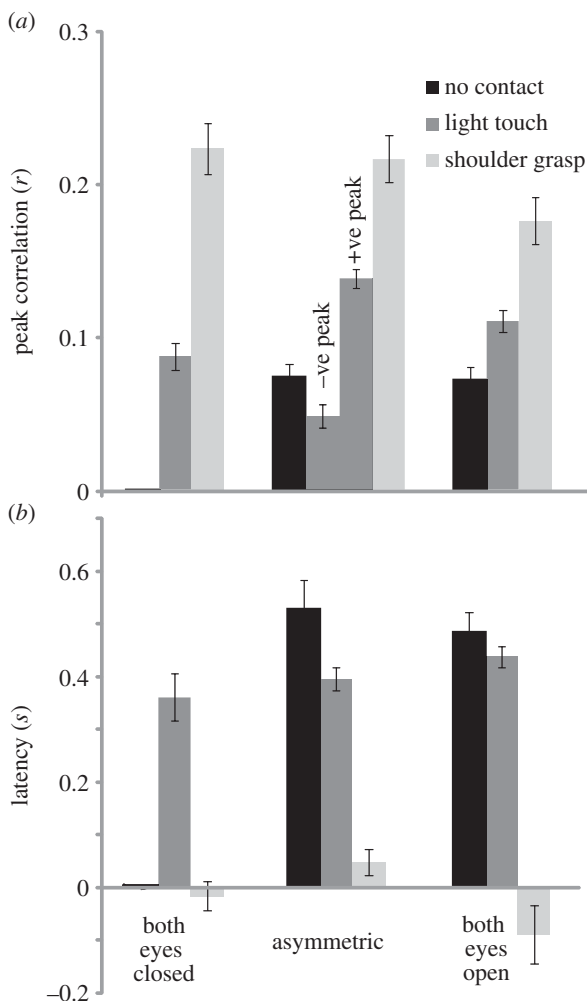 (a)
0.3
no contact
light touch
shoulder grasp
0.2
peak correlation (r)
+ve peak
–ve peak
0.1
0
(b)
0.6
0.4
latency (s)
0.2
0
both
eyes
closed
asymmetric
both
eyes
open
–0.2